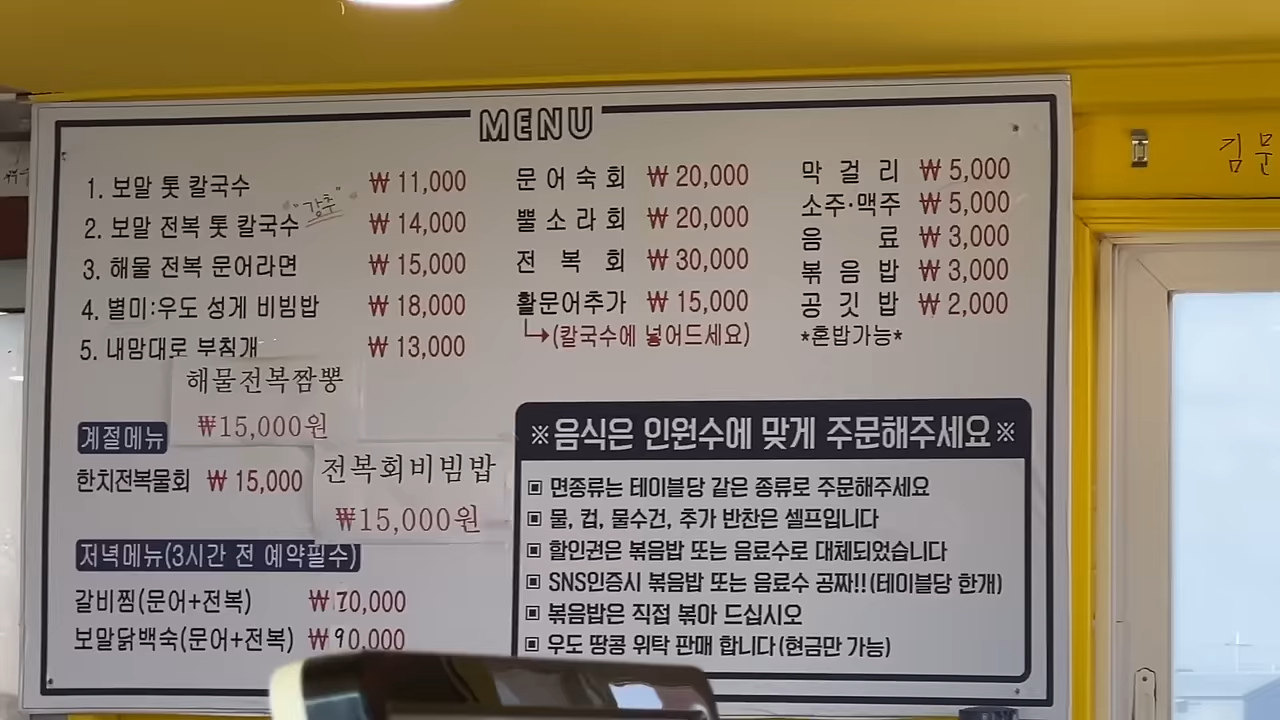 MENU
1. 보말 톳 칼국수 ₩ 11,000
"강추"
2. 보말 전복 톳 칼국수 ₩ 14,000
3. 해물 전복 문어라면 ₩ 15,000
4. 별미:우도 성게 비빔밥 ₩ 18,000
5. 내맘대로 부침개 ₩ 13,000
해물전복짬뽕
₩15,000원
계절메뉴
한치전복물회 ₩ 15,000
전복회비빔밥
₩15,000원
저녁메뉴(3시간 전 예약필수)
갈비찜(문어+전복) ₩70,000
보말닭백숙(문어+전복) ₩90,000
문어숙회 ₩ 20,000
뿔소라회 ₩ 20,000
전복회 ₩ 30,000
활문어추가 ₩ 15,000
(칼국수에 넣어드세요)
막걸리 ₩ 5,000
소주·맥주 ₩ 5,000
음료 ₩ 3,000
볶음밥 ₩ 3,000
공깃밥 ₩ 2,000
*혼밥가능*
※음식은 인원수에 맞게 주문해주세요※
▣ 면종류는 테이블당 같은 종류로 주문해주세요
▣ 물, 컵, 물수건, 추가 반찬은 셀프입니다
▣ 할인권은 볶음밥 또는 음료수로 대체되었습니다
▣ SNS인증시 볶음밥 또는 음료수 공짜!!(테이블당 한개)
▣ 볶음밥은 직접 볶아 드십시오
▣ 우도 땅콩 위탁 판매 합니다(현금만 가능)
김문